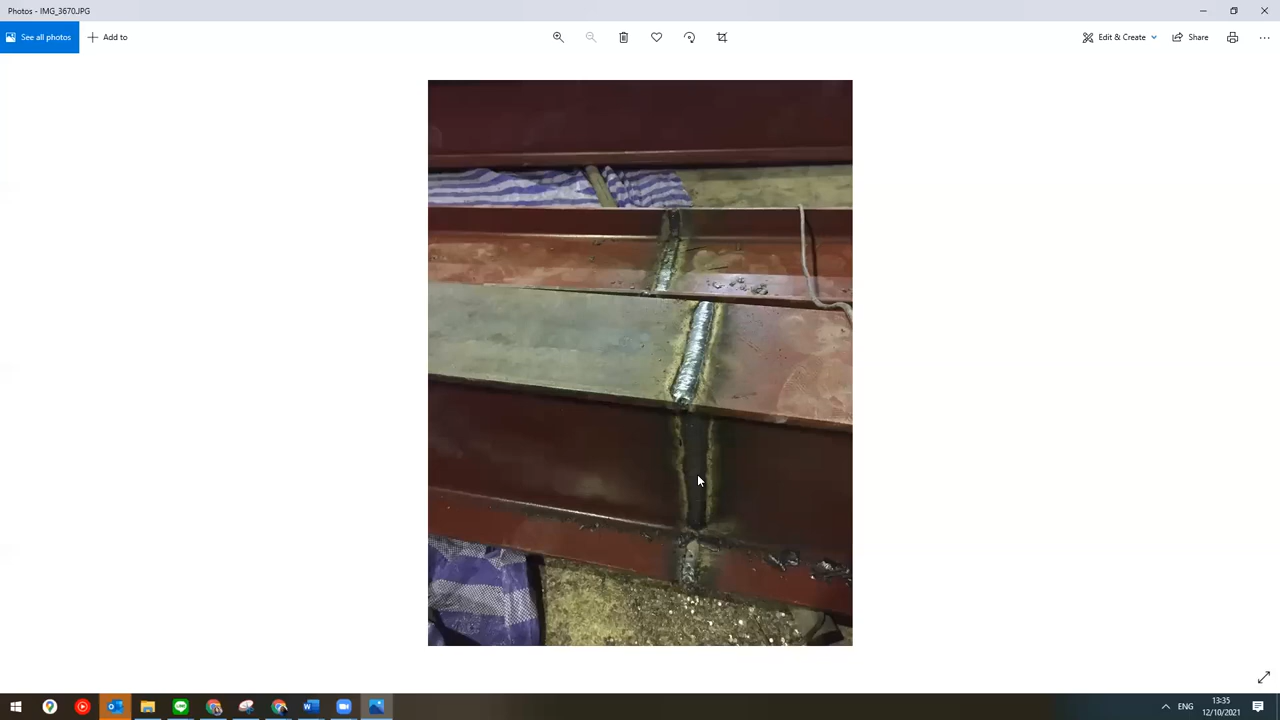 Photos - IMG_3670.JPG
See all photos
Add to
Edit & Create
Share
ENG
13:35
12/10/2021